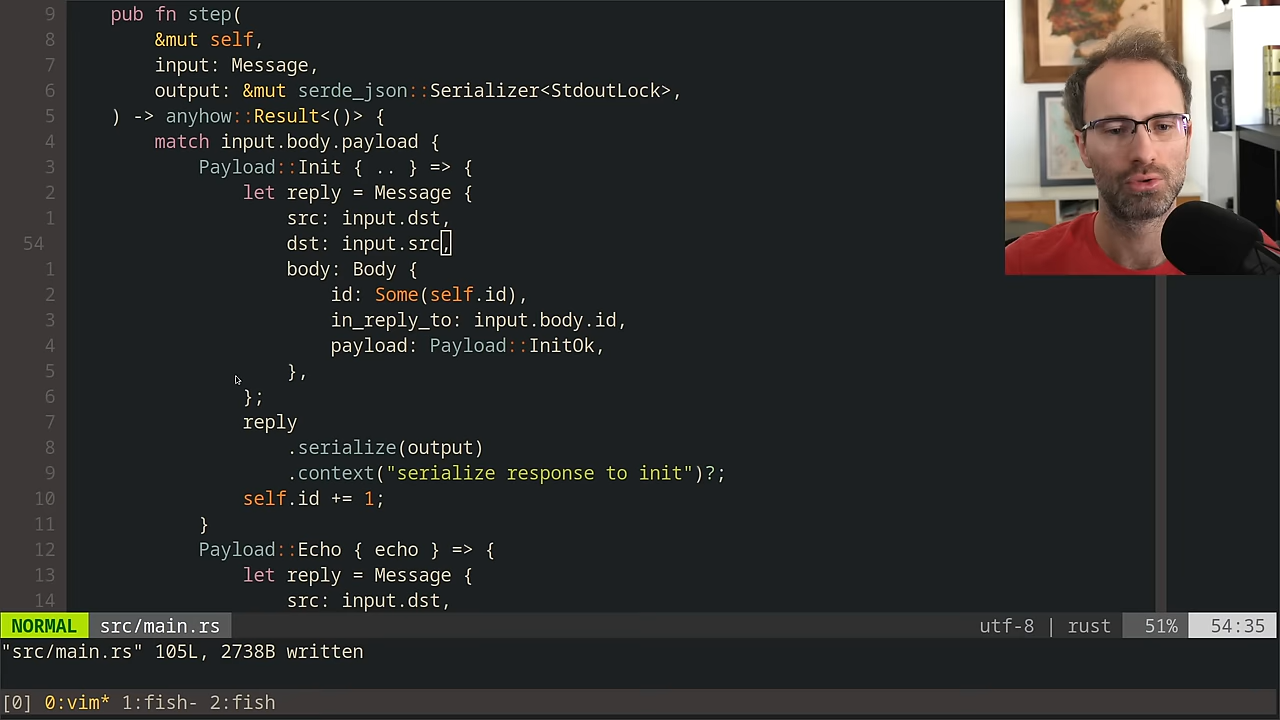 9 pub fn step(
8 &mut self,
7 input: Message,
6 output: &mut serde_json::Serializer<StdoutLock>,
5 ) -> anyhow::Result<()> {
4 match input.body.payload {
3 Payload::Init { .. } => {
2 let reply = Message {
1 src: input.dst,
54 dst: input.src,
1 body: Body {
2 id: Some(self.id),
3 in_reply_to: input.body.id,
4 payload: Payload::InitOk,
5 },
6 };
7 reply
8 .serialize(output)
9 .context("serialize response to init")?;
10 self.id += 1;
11 }
12 Payload::Echo { echo } => {
13 let reply = Message {
14 src: input.dst,
NORMAL src/main.rs utf-8 | rust 51% 54:35
"src/main.rs" 105L, 2738B written
[0] 0:vim* 1:fish- 2:fish